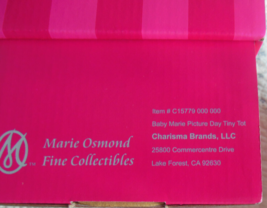 Marie Osmond
Fine Collectibles
Item # C15779 000 000
Baby Marie Picture Day Tiny Tot
Charisma Brands, LLC
25800 Commercentre Drive
Lake Forest, CA 92630